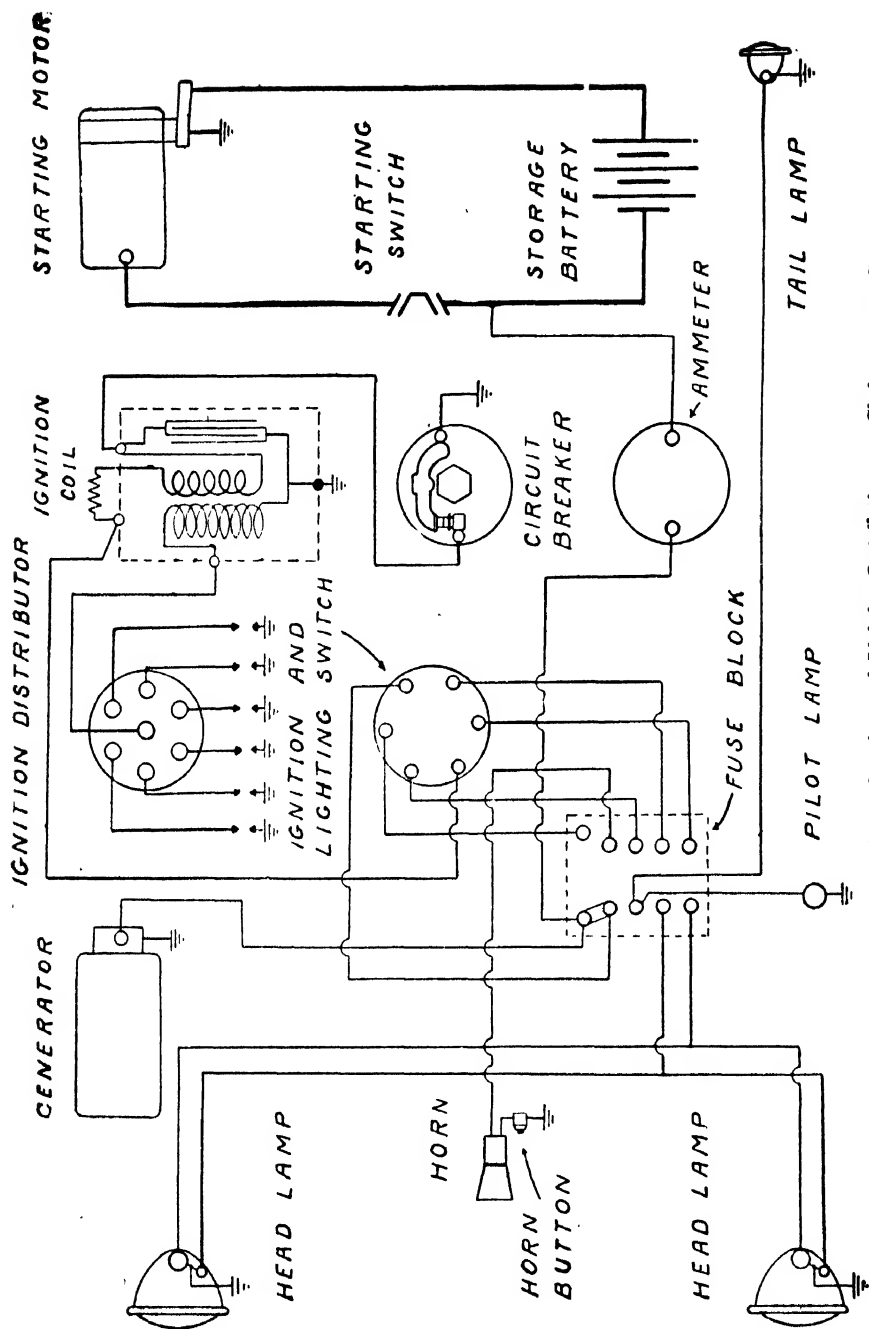 STARTING MOTOR
STARTING
SWITCH
STORAGE
BATTERY
TAIL LAMP
IGNITION
COIL
CIRCUIT
BREAKER
AMMETER
IGNITION DISTRIBUTOR
IGNITION AND
LIGHTING SWITCH
FUSE BLOCK
PILOT LAMP
GENERATOR
HORN
HORN
BUTTON
HEAD LAMP
HEAD LAMP